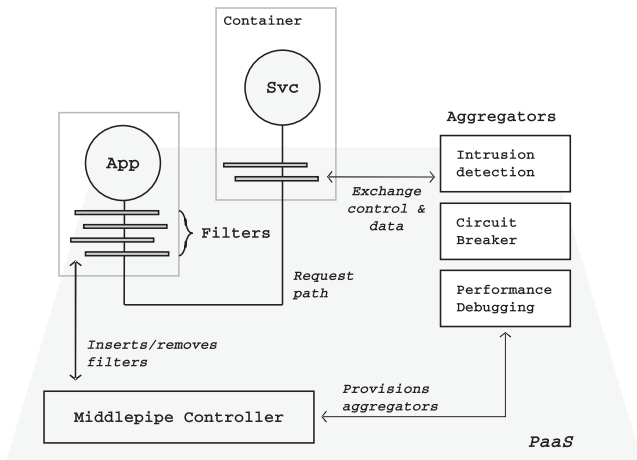 Container
Svc
Aggregators
App
Intrusion
detection
Exchange
control &
data
Circuit
Breaker
Filters
Request
path
Performance
Debugging
Inserts/removes
filters
Provisions
aggregators
Middlepipe Controller
PaaS